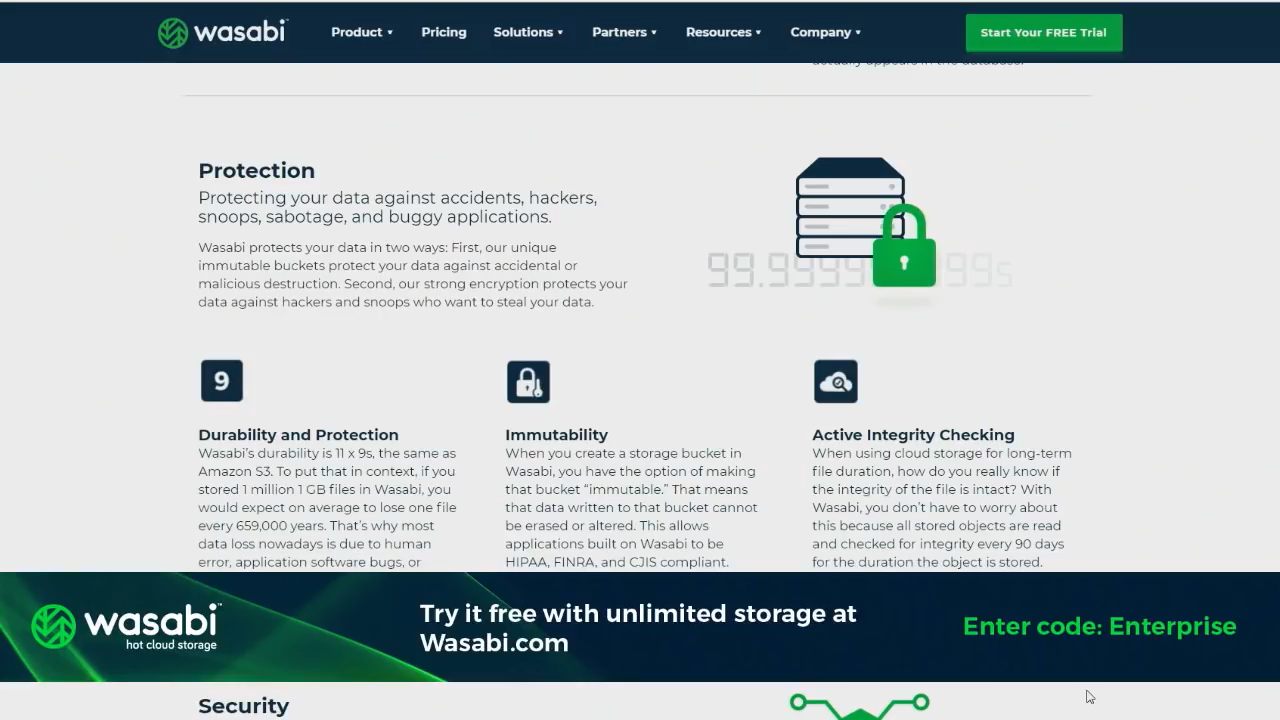 wasabi
Product
Pricing
Solutions
Partners
Resources
Company
Start Your FREE Trial
actually appears in the database.
Protection
Protecting your data against accidents, hackers,
snoops, sabotage, and buggy applications.
Wasabi protects your data in two ways: First, our unique
immutable buckets protect your data against accidental or
malicious destruction. Second, our strong encryption protects your
data against hackers and snoops who want to steal your data.
99.9999 99s
9
Durability and Protection
Wasabi’s durability is 11 x 9s, the same as
Amazon S3. To put that in context, if you
stored 1 million 1 GB files in Wasabi, you
would expect on average to lose one file
every 659,000 years. That’s why most
data loss nowadays is due to human
error, application software bugs, or
Immutability
When you create a storage bucket in
Wasabi, you have the option of making
that bucket “immutable.” That means
that data written to that bucket cannot
be erased or altered. This allows
applications built on Wasabi to be
HIPAA, FINRA, and CJIS compliant.
Active Integrity Checking
When using cloud storage for long-term
file duration, how do you really know if
the integrity of the file is intact? With
Wasabi, you don’t have to worry about
this because all stored objects are read
and checked for integrity every 90 days
for the duration the object is stored.
wasabi™
hot cloud storage
Try it free with unlimited storage at
Wasabi.com
Enter code: Enterprise
Security